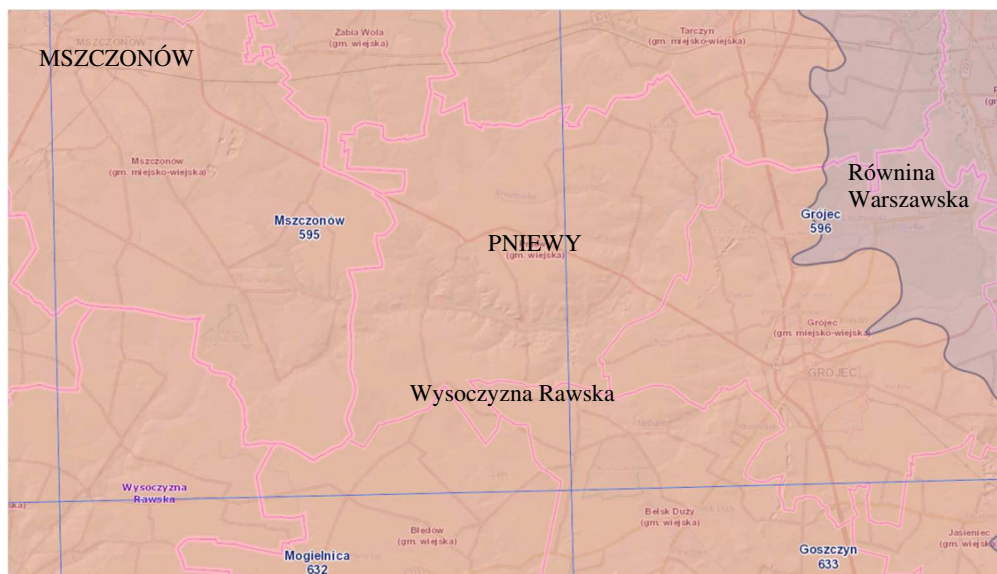 MSZCZONÓW
Żabia Wola
(gm. wiejska)
Tarczyn
(gm. miejsko-wiejska)
MSZCZONÓW
Mszczonów
(gm. miejsko-wiejska)
Równina
Warszawska
Mszczonów
595
Grójec
596
PNIEWY
(gm. wiejska)
Grójec
(gm. miejsko-wiejska)
GRÓJEC
Wysoczyzna Rawska
Wysoczyzna
Rawska
Belsk Duży
(gm. wiejska)
Błędów
(gm. wiejska)
Jasieniec
(gm. wiejska)
Mogielnica
632
Goszczyn
633